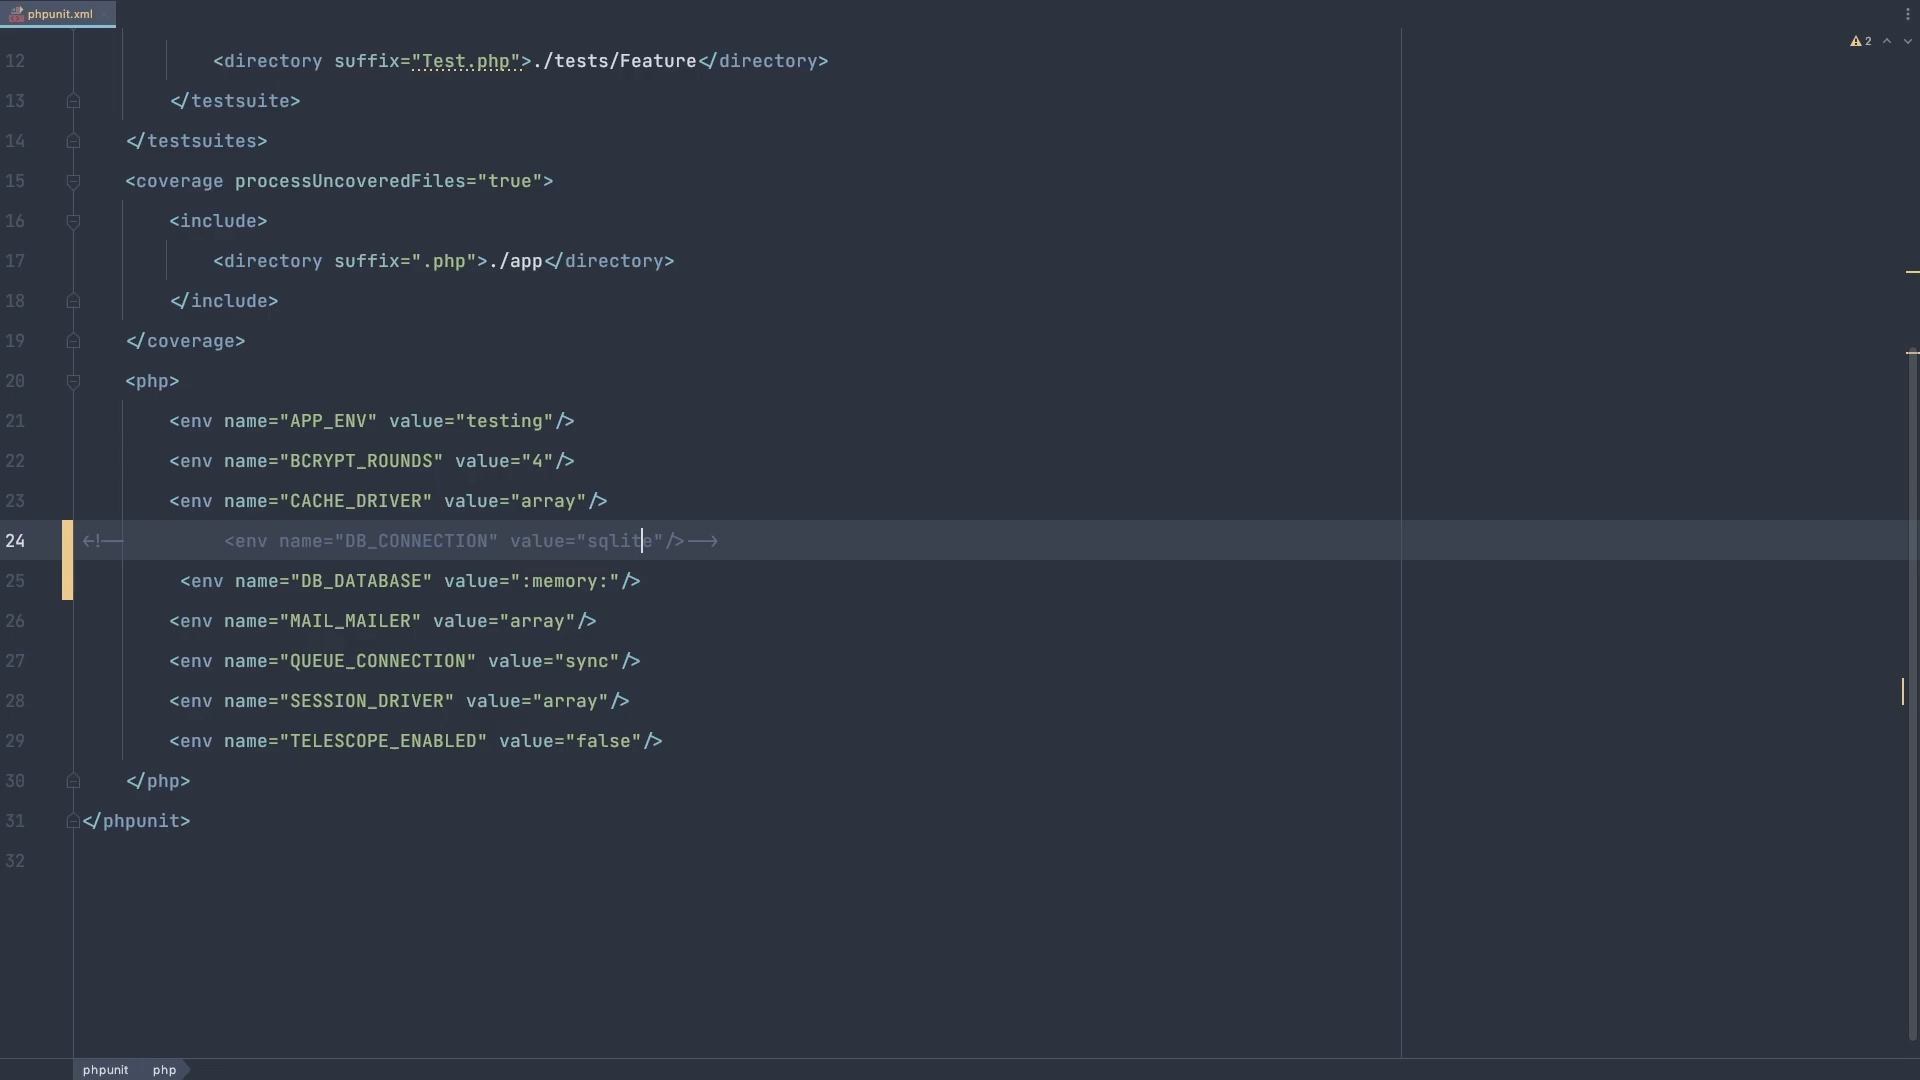 phpunit.xml
2
12 <directory suffix="Test.php">./tests/Feature</directory>
13 </testsuite>
14 </testsuites>
15 <coverage processUncoveredFiles="true">
16 <include>
17 <directory suffix=".php">./app</directory>
18 </include>
19 </coverage>
20 <php>
21 <env name="APP_ENV" value="testing"/>
22 <env name="BCRYPT_ROUNDS" value="4"/>
23 <env name="CACHE_DRIVER" value="array"/>
24 <!-- <env name="DB_CONNECTION" value="sqlite"/>-->
25 <env name="DB_DATABASE" value=":memory:"/>
26 <env name="MAIL_MAILER" value="array"/>
27 <env name="QUEUE_CONNECTION" value="sync"/>
28 <env name="SESSION_DRIVER" value="array"/>
29 <env name="TELESCOPE_ENABLED" value="false"/>
30 </php>
31 </phpunit>
32
phpunit php